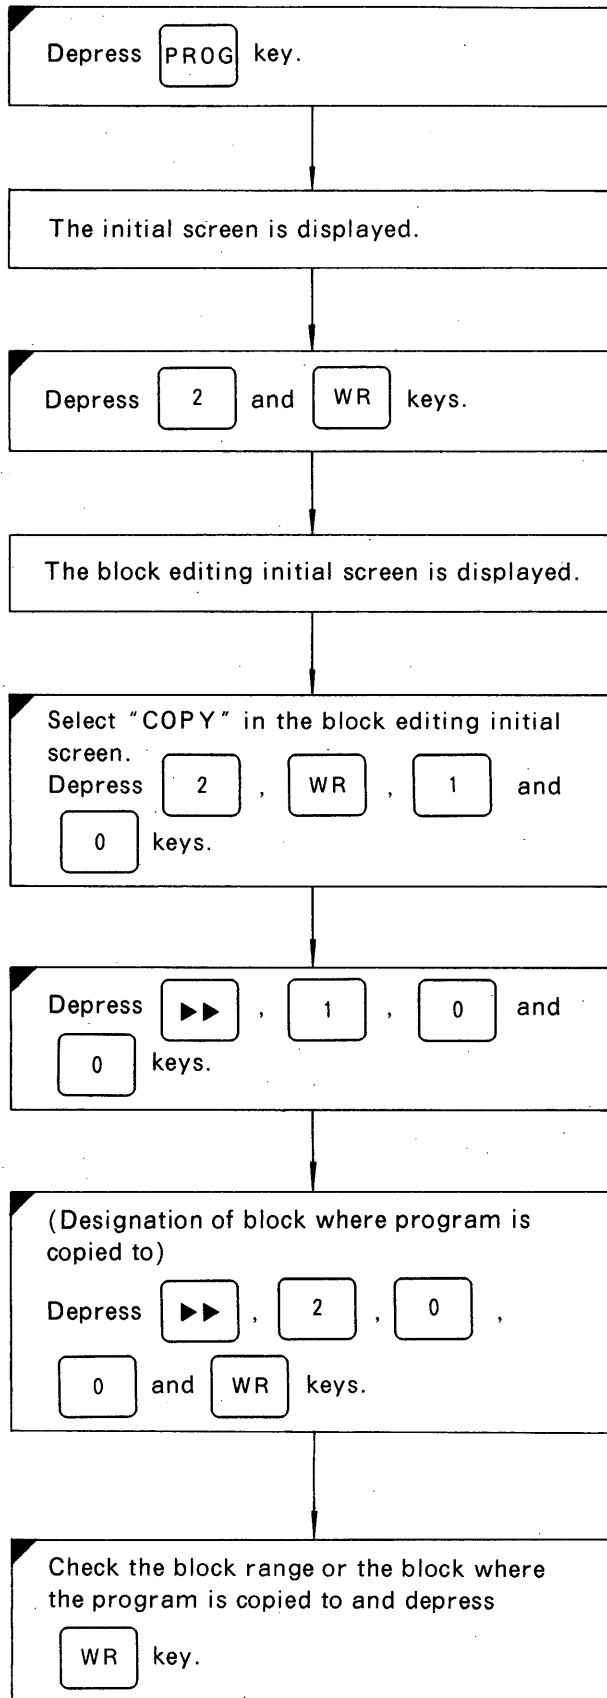 Depress PROG key.
The initial screen is displayed.
Depress 2 and WR keys.
The block editing initial screen is displayed.
Select "COPY" in the block editing initial
screen.
Depress 2 , WR , 1 and
0 keys.
Depress ▶▶ , 1 , 0 and
0 keys.
(Designation of block where program is
copied to)
Depress ▶▶ , 2 , 0 ,
0 and WR keys.
Check the block range or the block where
the program is copied to and depress
WR key.